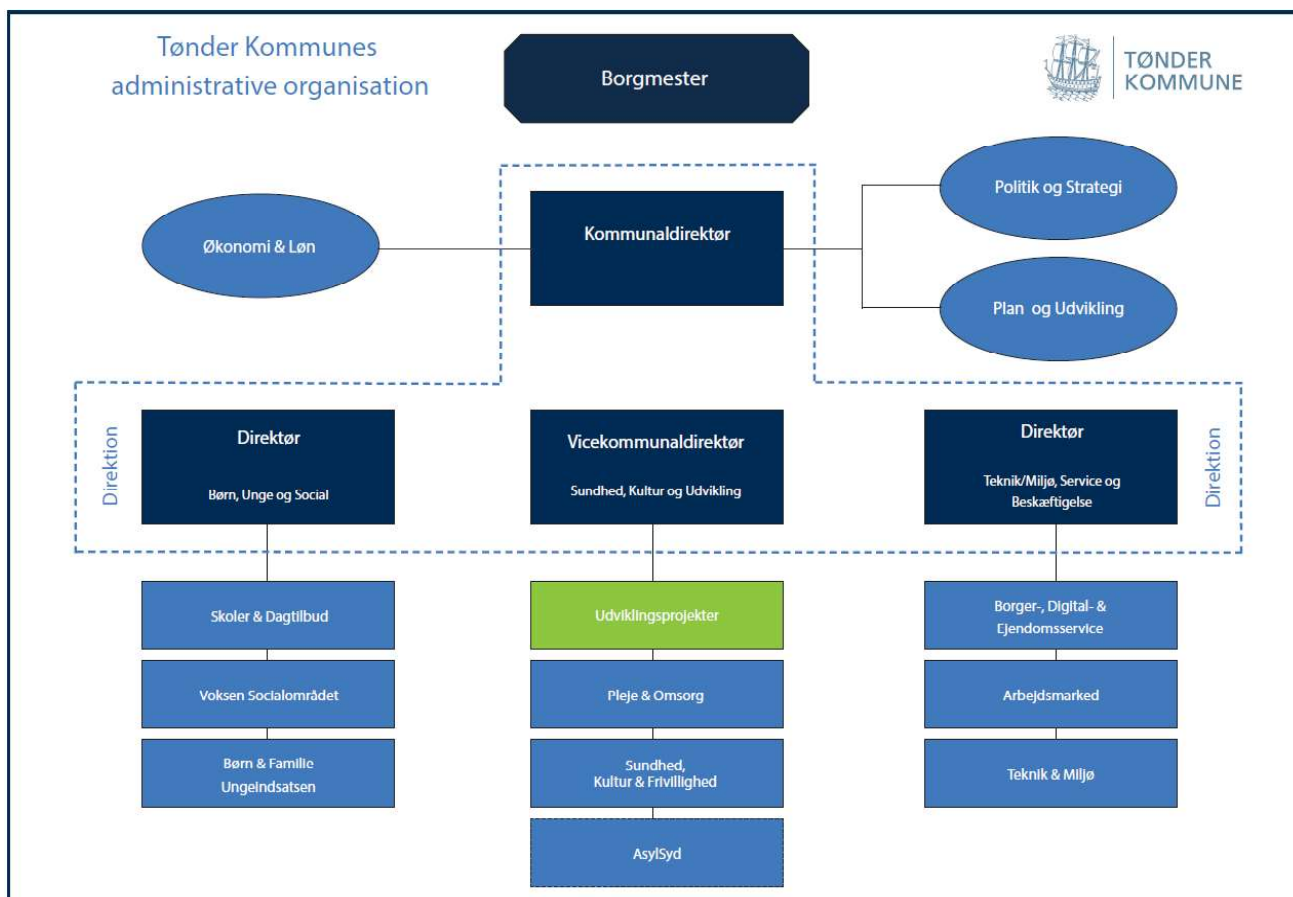 Tønder Kommunes
administrative organisation
Borgmester
TØNDER
KOMMUNE
Politik og Strategi
Økonomi & Løn
Kommunaldirektør
Plan og Udvikling
Direktion
Direktør
Børn, Unge og Social
Vicekommunaldirektør
Sundhed, Kultur og Udvikling
Direktør
Teknik/Miljø, Service og
Beskæftigelse
Direktion
Skoler & Dagtilbud
Voksen Socialområdet
Børn & Familie
Ungeindsatsen
Udviklingsprojekter
Pleje & Omsorg
Sundhed,
Kultur & Frivillighed
AsylSyd
Borger-, Digital- &
Ejendomsservice
Arbejdsmarked
Teknik & Miljø